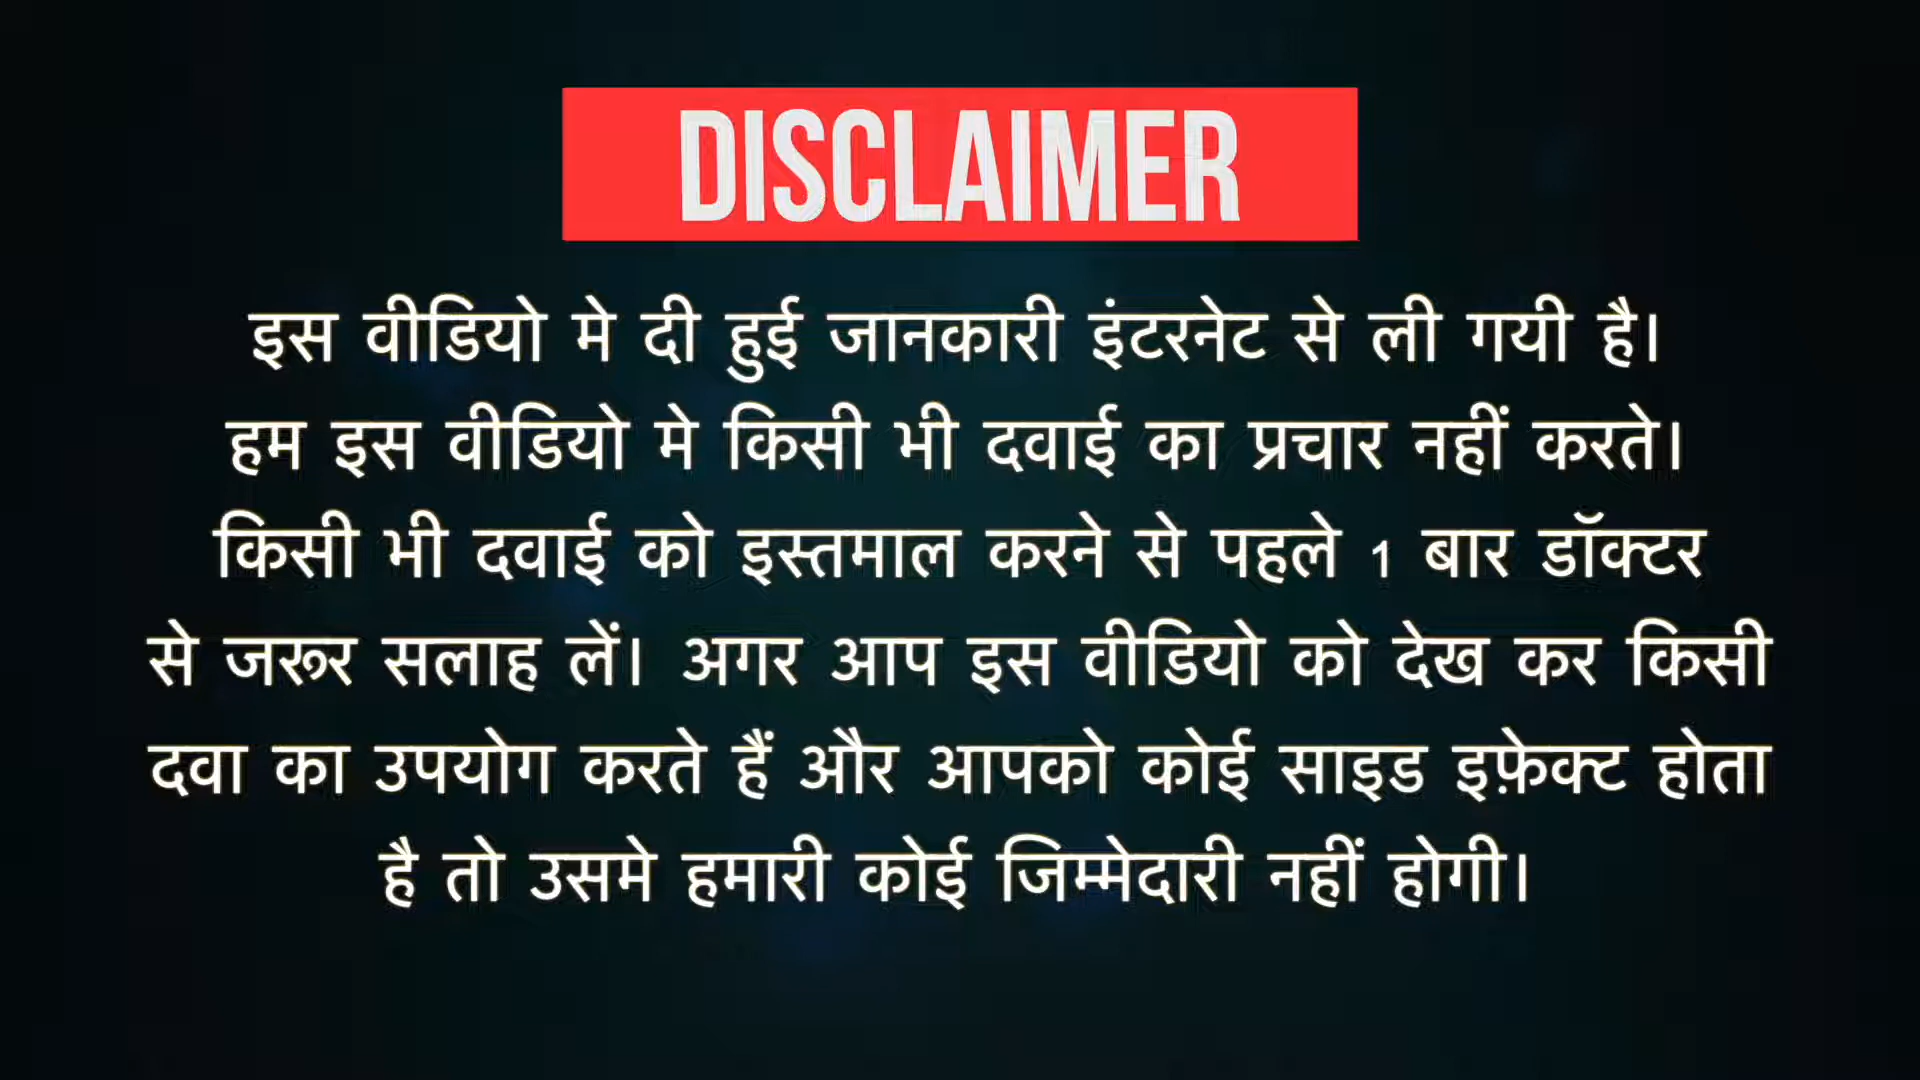 DISCLAIMER
इस वीडियो मे दी हुई जानकारी इंटरनेट से ली गयी है।
हम इस वीडियो मे किसी भी दवाई का प्रचार नहीं करते।
किसी भी दवाई को इस्तमाल करने से पहले 1 बार डॉक्टर
से जरूर सलाह लें। अगर आप इस वीडियो को देख कर किसी
दवा का उपयोग करते हैं और आपको कोई साइड इफ़ेक्ट होता
है तो उसमे हमारी कोई जिम्मेदारी नहीं होगी।